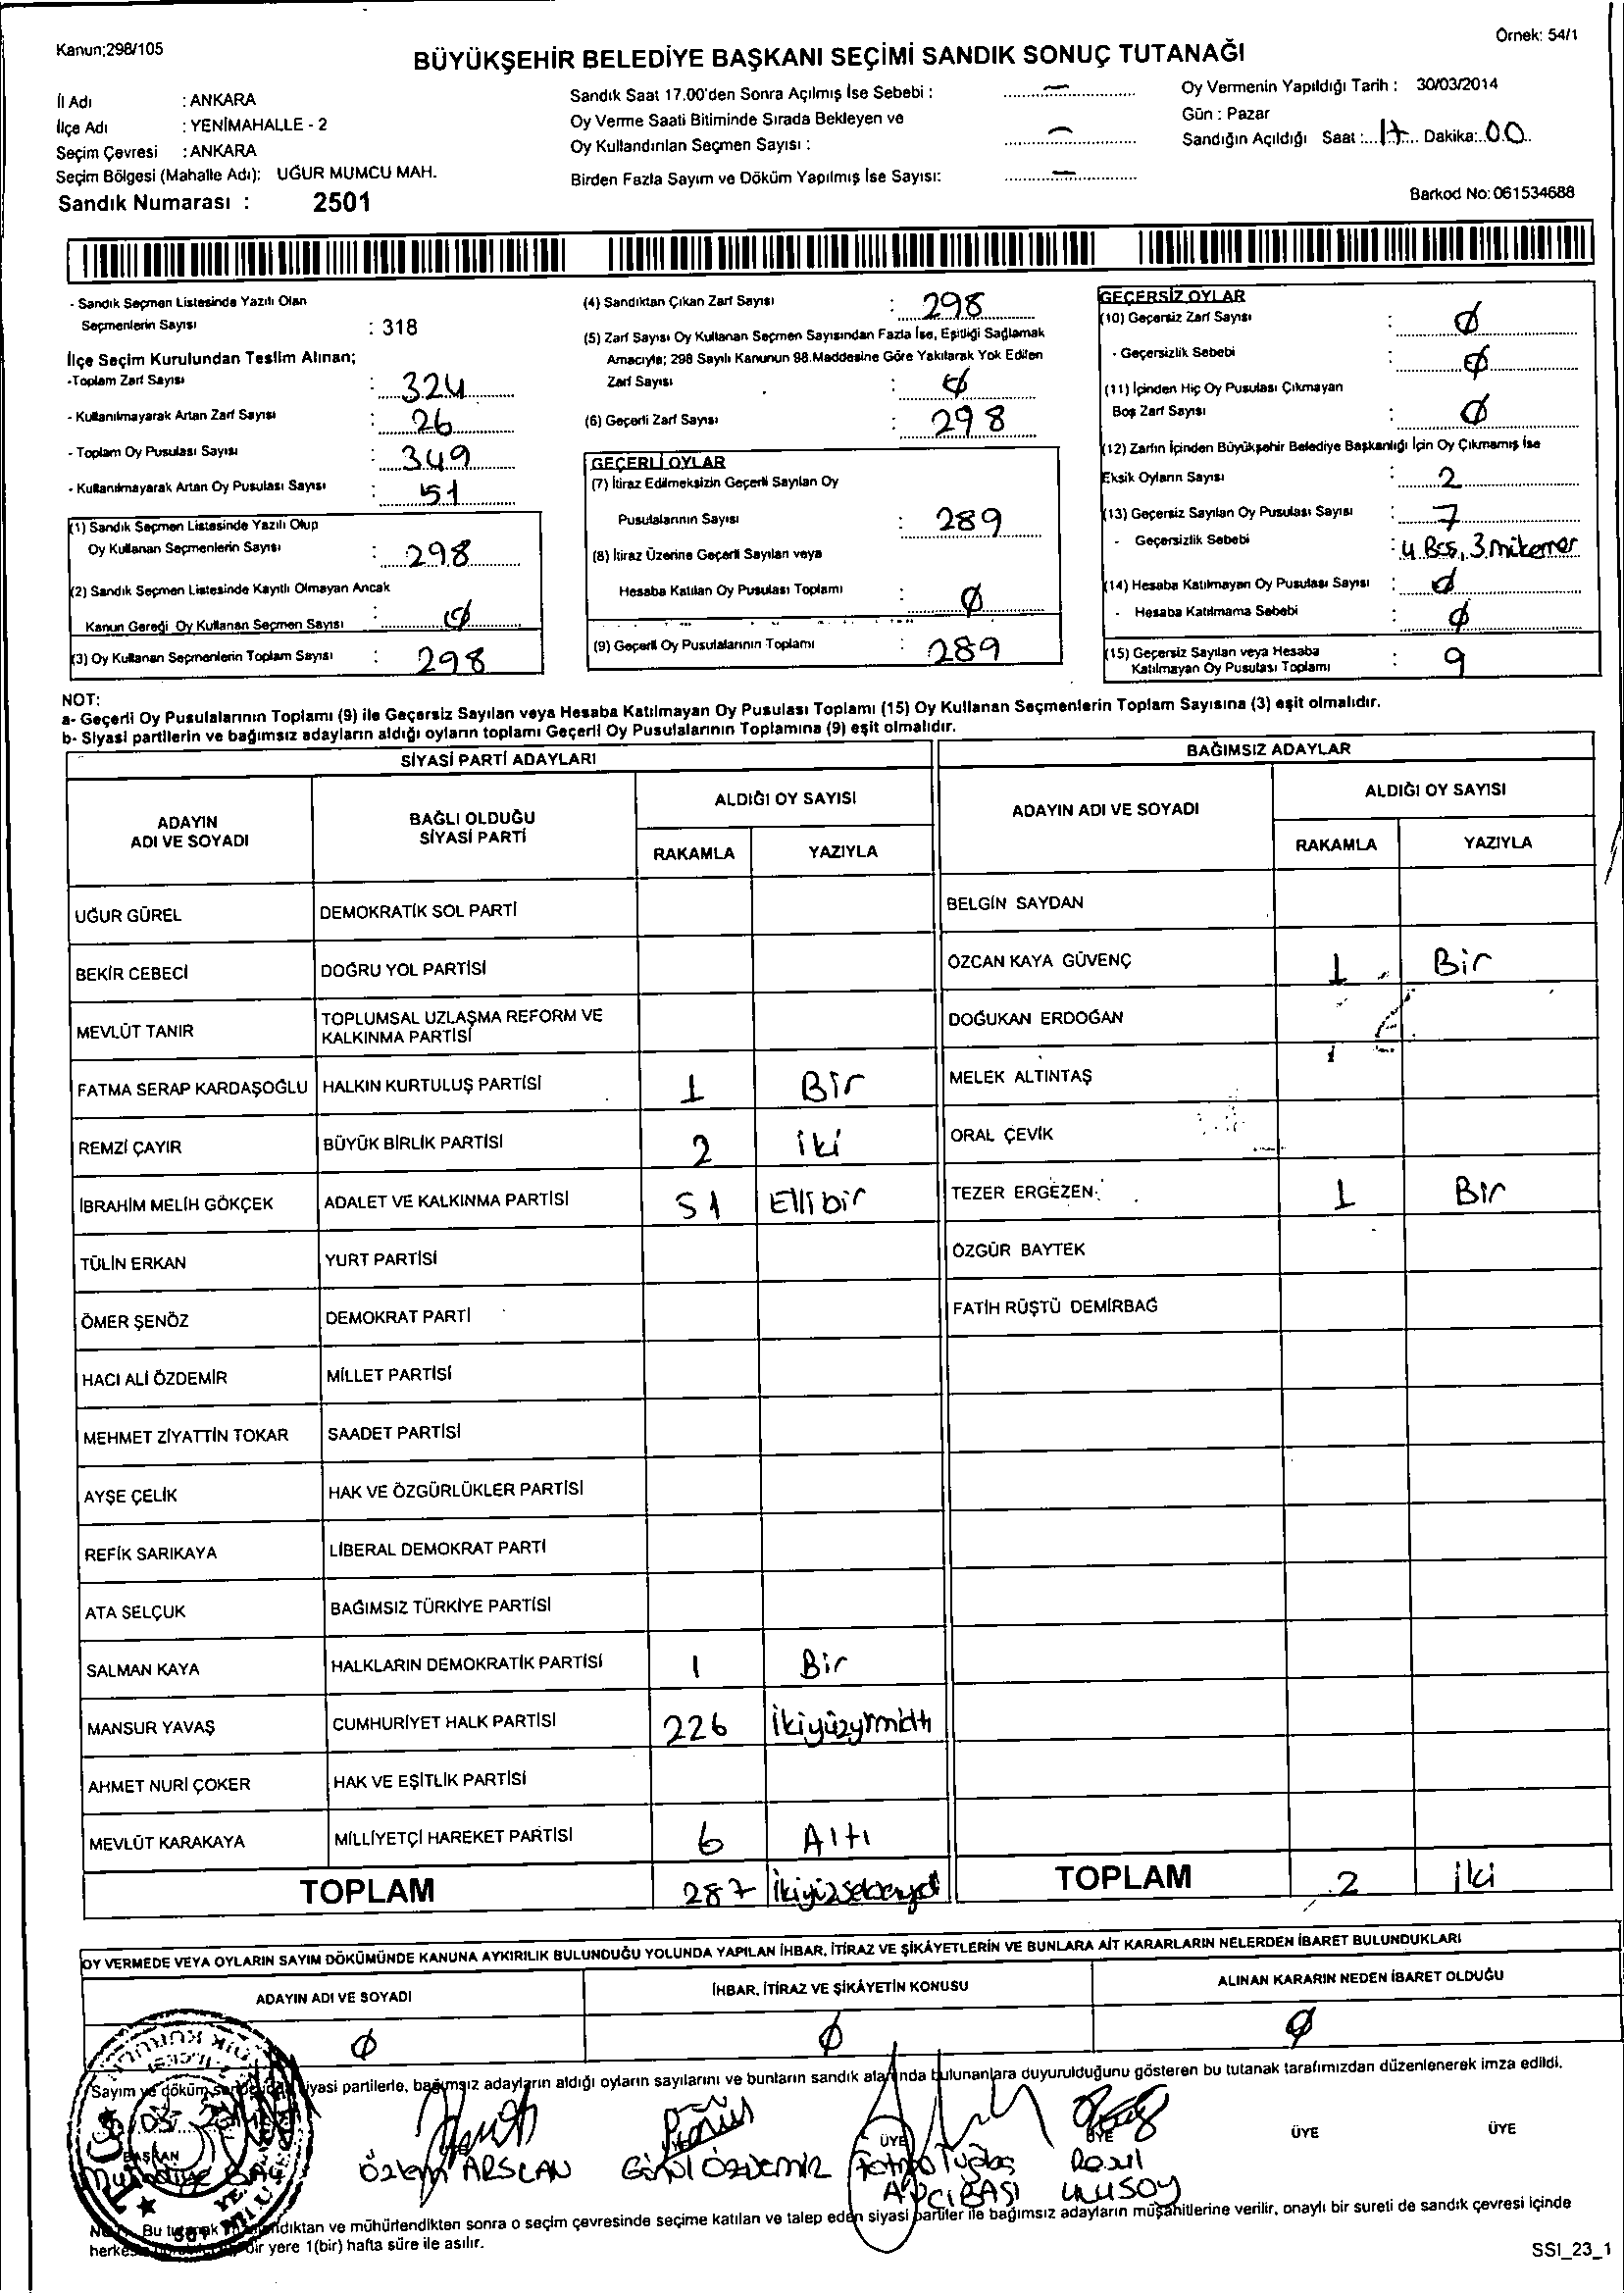 Kanun;298/105
Örnek: 54/1
BÜYÜKŞEHİR BELEDİYE BAŞKANI SEÇİMİ SANDIK SONUÇ TUTANAĞI
İl Adı : ANKARA
İlçe Adı : YENİMAHALLE - 2
Seçim Çevresi : ANKARA
Seçim Bölgesi (Mahalle Adı): UĞUR MUMCU MAH.
Sandık Numarası : 2501
Sandık Saat 17.00'den Sonra Açılmış İse Sebebi : —
Oy Verme Saati Bitiminde Sırada Bekleyen ve
Oy Kullandırılan Seçmen Sayısı : —
Birden Fazla Sayım ve Döküm Yapılmış İse Sayısı: —
Oy Vermenin Yapıldığı Tarih : 30/03/2014
Gün : Pazar
Sandığın Açıldığı Saat :...17.... Dakika:..00..
Barkod No:061534688
- Sandık Seçmen Listesinde Yazılı Olan
Seçmenlerin Sayısı : 318
İlçe Seçim Kurulundan Teslim Alınan;
-Toplam Zarf Sayısı : 324
- Kullanılmayarak Artan Zarf Sayısı : 26
- Toplam Oy Pusulası Sayısı : 349
- Kullanılmayarak Artan Oy Pusulası Sayısı : 51
(1) Sandık Seçmen Listesinde Yazılı Olup
Oy Kullanan Seçmenlerin Sayısı : 298
(2) Sandık Seçmen Listesinde Kayıtlı Olmayan Ancak
Kanun Gereği Oy Kullanan Seçmen Sayısı : Ø
(3) Oy Kullanan Seçmenlerin Toplam Sayısı : 298
(4) Sandıktan Çıkan Zarf Sayısı : 298
(5) Zarf Sayısı Oy Kullanan Seçmen Sayısından Fazla İse, Eşitliği Sağlamak
Amacıyla; 298 Sayılı Kanunun 98.Maddesine Göre Yakılarak Yok Edilen
Zarf Sayısı : Ø
(6) Geçerli Zarf Sayısı : 298
GEÇERLİ OYLAR
(7) İtiraz Edilmeksizin Geçerli Sayılan Oy
Pusulalarının Sayısı : 289
(8) İtiraz Üzerine Geçerli Sayılan veya
Hesaba Katılan Oy Pusulası Toplamı : Ø
(9) Geçerli Oy Pusulalarının Toplamı : 289
GEÇERSİZ OYLAR
(10) Geçersiz Zarf Sayısı : Ø
- Geçersizlik Sebebi : Ø
(11) İçinden Hiç Oy Pusulası Çıkmayan
Boş Zarf Sayısı : Ø
(12) Zarfın İçinden Büyükşehir Belediye Başkanlığı İçin Oy Çıkmamış İse
Eksik Oyların Sayısı : 2
(13) Geçersiz Sayılan Oy Pusulası Sayısı : 7
- Geçersizlik Sebebi : 4 Boş, 3 mükerrer
(14) Hesaba Katılmayan Oy Pusulası Sayısı : Ø
- Hesaba Katılmama Sebebi : Ø
(15) Geçersiz Sayılan veya Hesaba
Katılmayan Oy Pusulası Toplamı : 9
NOT:
a- Geçerli Oy Pusulalarının Toplamı (9) ile Geçersiz Sayılan veya Hesaba Katılmayan Oy Pusulası Toplamı (15) Oy Kullanan Seçmenlerin Toplam Sayısına (3) eşit olmalıdır.
b- Siyasi partilerin ve bağımsız adayların aldığı oyların toplamı Geçerli Oy Pusulalarının Toplamına (9) eşit olmalıdır.
SİYASİ PARTİ ADAYLARI
ADAYIN ADI VE SOYADI BAĞLI OLDUĞU SİYASİ PARTİ ALDIĞI OY SAYISI
RAKAMLA YAZIYLA
UĞUR GÜREL DEMOKRATİK SOL PARTİ
BEKİR CEBECİ DOĞRU YOL PARTİSİ
MEVLÜT TANIR TOPLUMSAL UZLAŞMA REFORM VE KALKINMA PARTİSİ
FATMA SERAP KARDAŞOĞLU HALKIN KURTULUŞ PARTİSİ 1 Bir
REMZİ ÇAYIR BÜYÜK BİRLİK PARTİSİ 2 iki
İBRAHİM MELİH GÖKÇEK ADALET VE KALKINMA PARTİSİ 51 Elli bir
TÜLİN ERKAN YURT PARTİSİ
ÖMER ŞENÖZ DEMOKRAT PARTİ
HACI ALİ ÖZDEMİR MİLLET PARTİSİ
MEHMET ZİYATTİN TOKAR SAADET PARTİSİ
AYŞE ÇELİK HAK VE ÖZGÜRLÜKLER PARTİSİ
REFİK SARIKAYA LİBERAL DEMOKRAT PARTİ
ATA SELÇUK BAĞIMSIZ TÜRKİYE PARTİSİ
SALMAN KAYA HALKLARIN DEMOKRATİK PARTİSİ 1 Bir
MANSUR YAVAŞ CUMHURİYET HALK PARTİSİ 226 İkiyüzyirmialtı
AHMET NURİ ÇOKER HAK VE EŞİTLİK PARTİSİ
MEVLÜT KARAKAYA MİLLİYETÇİ HAREKET PARTİSİ 6 Altı
TOPLAM 287 İkiyüzseksenyedi
BAĞIMSIZ ADAYLAR
ADAYIN ADI VE SOYADI ALDIĞI OY SAYISI
RAKAMLA YAZIYLA
BELGİN SAYDAN
ÖZCAN KAYA GÜVENÇ 1 Bir
DOĞUKAN ERDOĞAN
MELEK ALTINTAŞ
ORAL ÇEVİK
TEZER ERGEZEN 1 Bir
ÖZGÜR BAYTEK
FATİH RÜŞTÜ DEMİRBAĞ
TOPLAM 2 iki
OY VERMEDE VEYA OYLARIN SAYIM DÖKÜMÜNDE KANUNA AYKIRILIK BULUNDUĞU YOLUNDA YAPILAN İHBAR, İTİRAZ VE ŞİKÂYETLERİN VE BUNLARA AİT KARARLARIN NELERDEN İBARET BULUNDUKLARI
ADAYIN ADI VE SOYADI İHBAR, İTİRAZ VE ŞİKÂYETİN KONUSU ALINAN KARARIN NEDEN İBARET OLDUĞU
Ø Ø Ø
Sayım ve döküm siyasi partilerle, bağımsız adayların aldığı oyların sayılarını ve bunların sandık alanında bulunanlara duyurulduğunu gösteren bu tutanak tarafımızdan düzenlenerek imza edildi.
BAŞKAN ÜYE ÜYE ÜYE ÜYE ÜYE
Özlem ARSLAN Gönül ÖZDEMİR Fatma Tuğbaş AVCIBAŞI Resul ULUSOY
Bu tutanak ve mühürlendikten sonra o seçim çevresinde seçime katılan ve talep eden siyasi partiler ile bağımsız adayların müşahitlerine verilir, onaylı bir sureti de sandık çevresi içinde
bir yere 1(bir) hafta süre ile asılır.
SSI_23_1